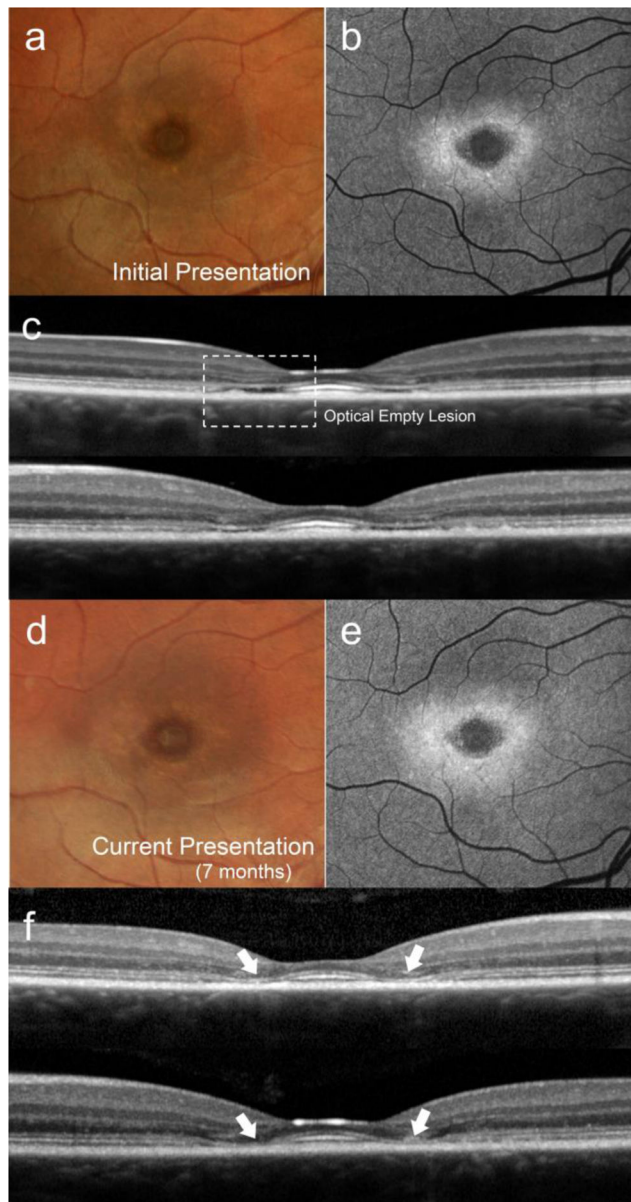 a
b
Initial Presentation
c
Optical Empty Lesion
d
e
Current Presentation
(7 months)
f